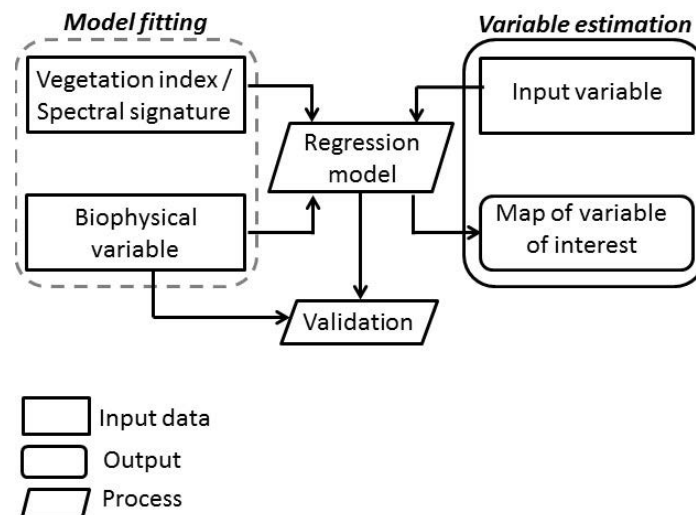 Model fitting
Variable estimation
Vegetation index /
Spectral signature
Input variable
Regression
model
Biophysical
variable
Map of variable
of interest
Validation
Input data
Output
Process